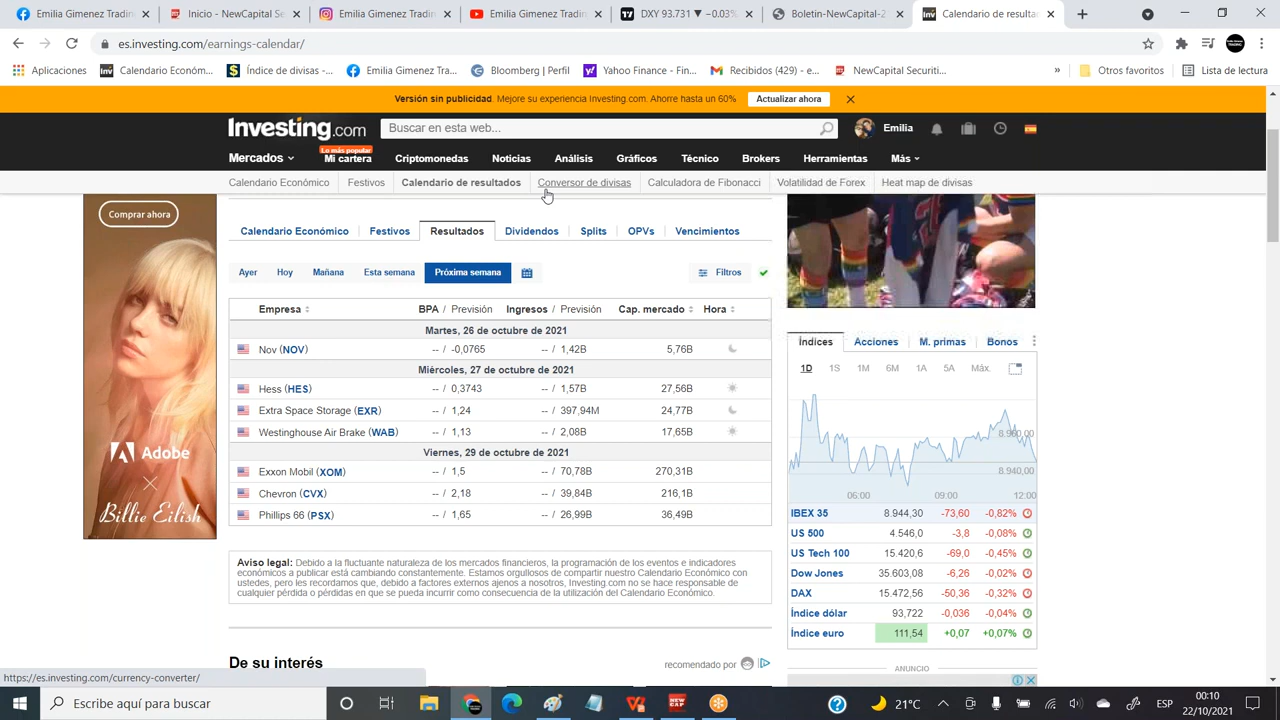 Emilia Gimenez Tradin
Inicio - NewCapital Sec
Emilia Gimenez Trading
Emilia Gimenez Trading
DXY 93.731 −0.03%
Boletin-NewCapital-2
Calendario de resulta
es.investing.com/earnings-calendar/
Aplicaciones
Calendario Económ...
Índice de divisas -...
Emilia Gimenez Tra...
Bloomberg | Perfil
Yahoo Finance - Fin...
Recibidos (429) - e...
NewCapital Securiti...
»
Otros favoritos
Lista de lectura
Versión sin publicidad. Mejore su experiencia Investing.com. Ahorre hasta un 60%
Actualizar ahora
Investing.com
Buscar en esta web...
Emilia
Lo más popular
Mercados
Mi cartera
Criptomonedas
Noticias
Análisis
Gráficos
Técnico
Brokers
Herramientas
Más
Calendario Económico
Festivos
Calendario de resultados
Conversor de divisas
Calculadora de Fibonacci
Volatilidad de Forex
Heat map de divisas
Comprar ahora
Adobe
Billie Eilish
Calendario Económico
Festivos
Resultados
Dividendos
Splits
OPVs
Vencimientos
Ayer
Hoy
Mañana
Esta semana
Próxima semana
Filtros
Empresa BPA / Previsión Ingresos / Previsión Cap. mercado Hora
Martes, 26 de octubre de 2021
Nov (NOV) -- / -0,0765 -- / 1,42B 5,76B
Miércoles, 27 de octubre de 2021
Hess (HES) -- / 0,3743 -- / 1,57B 27,56B
Extra Space Storage (EXR) -- / 1,24 -- / 397,94M 24,77B
Westinghouse Air Brake (WAB) -- / 1,13 -- / 2,08B 17,65B
Viernes, 29 de octubre de 2021
Exxon Mobil (XOM) -- / 1,5 -- / 70,78B 270,31B
Chevron (CVX) -- / 2,18 -- / 39,84B 216,1B
Phillips 66 (PSX) -- / 1,65 -- / 26,99B 36,49B
Aviso legal: Debido a la fluctuante naturaleza de los mercados financieros, la programación de los eventos e indicadores
económicos a publicar está cambiando constantemente. Estamos orgullosos de compartir nuestro Calendario Económico con
ustedes, pero les recordamos que, debido a factores externos ajenos a nosotros, Investing.com no se hace responsable de
cualquier pérdida o pérdidas en que se pueda incurrir como consecuencia de la utilización del Calendario Económico.
De su interés
recomendado por
Índices
Acciones
M. primas
Bonos
1D 1S 1M 6M 1A 5A Máx.
8.960,00
8.940,00
06:00 09:00 12:00
IBEX 35 8.944,30 -73,60 -0,82%
US 500 4.546,0 -3,8 -0,08%
US Tech 100 15.420,6 -69,0 -0,45%
Dow Jones 35.603,08 -6,26 -0,02%
DAX 15.472,56 -50,36 -0,32%
Índice dólar 93,722 -0,036 -0,04%
Índice euro 111,54 +0,07 +0,07%
ANUNCIO
https://es.investing.com/currency-converter/
Escribe aquí para buscar
NEW CAP
21°C
ESP
00:10
22/10/2021